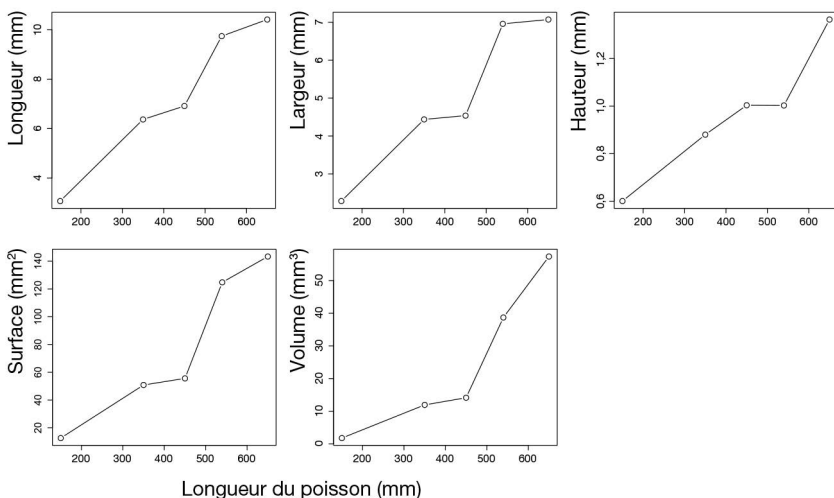 Longueur (mm)
4 6 8 10
200 300 400 500 600
Largeur (mm)
3 4 5 6 7
200 300 400 500 600
Hauteur (mm)
0,6 0,8 1,0 1,2
200 300 400 500 600
Surface (mm²)
20 40 60 80 100 120 140
200 300 400 500 600
Volume (mm³)
0 10 20 30 40 50
200 300 400 500 600
Longueur du poisson (mm)